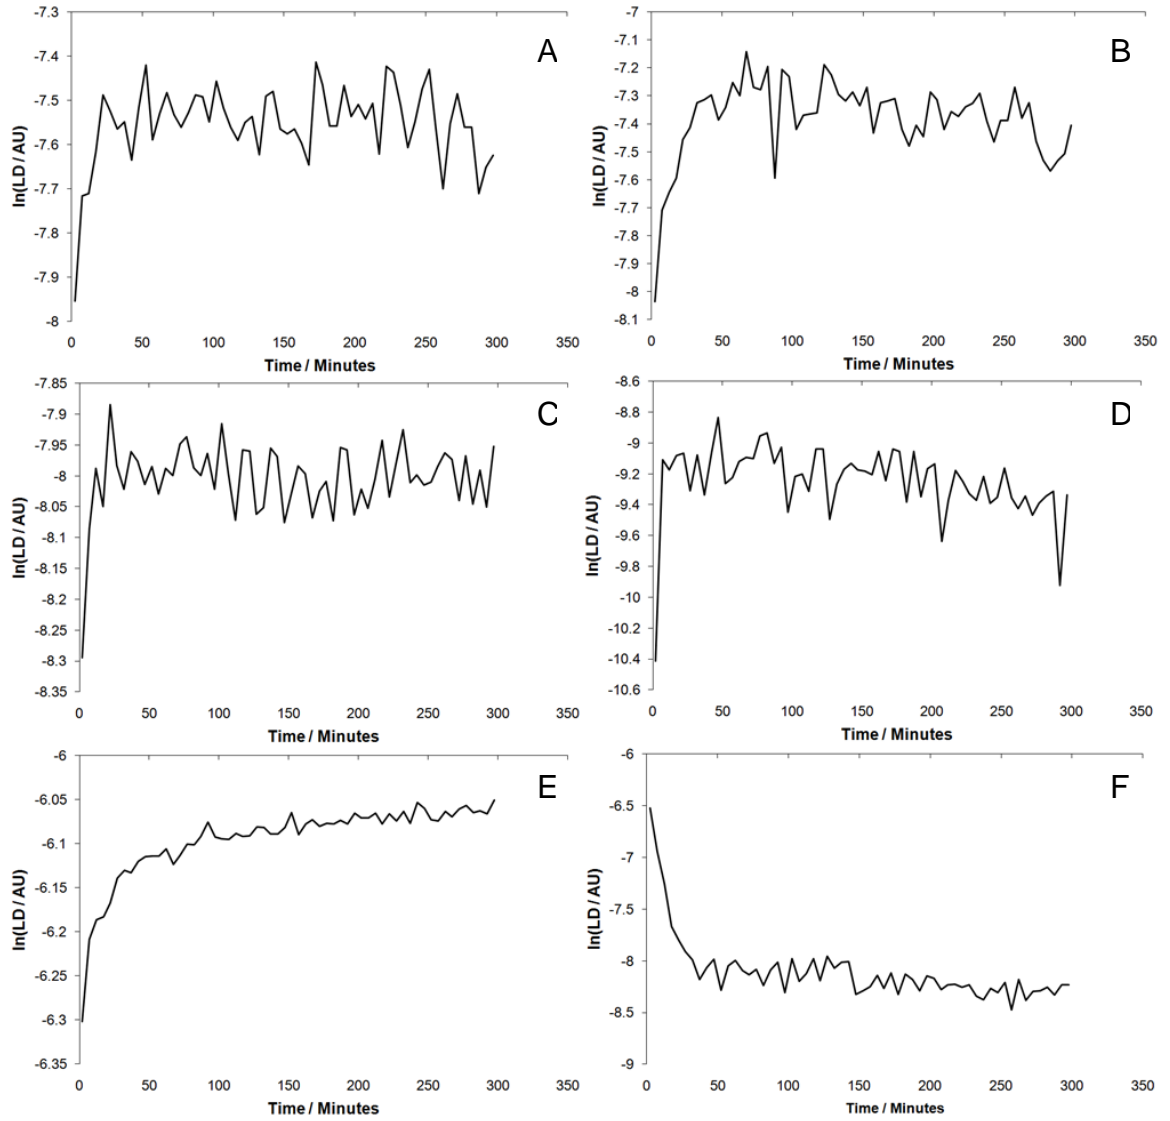 A
ln(LD / AU)
-7.3
-7.4
-7.5
-7.6
-7.7
-7.8
-7.9
-8
0 50 100 150 200 250 300 350
Time / Minutes
B
ln(LD / AU)
-7
-7.1
-7.2
-7.3
-7.4
-7.5
-7.6
-7.7
-7.8
-7.9
-8
-8.1
0 50 100 150 200 250 300 350
Time / Minutes
C
ln(LD / AU)
-7.85
-7.9
-7.95
-8
-8.05
-8.1
-8.15
-8.2
-8.25
-8.3
-8.35
0 50 100 150 200 250 300 350
Time / Minutes
D
ln(LD / AU)
-8.6
-8.8
-9
-9.2
-9.4
-9.6
-9.8
-10
-10.2
-10.4
-10.6
0 50 100 150 200 250 300 350
Time / Minutes
E
ln(LD / AU)
-6
-6.05
-6.1
-6.15
-6.2
-6.25
-6.3
-6.35
0 50 100 150 200 250 300 350
Time / Minutes
F
ln(LD / AU)
-6
-6.5
-7
-7.5
-8
-8.5
-9
0 50 100 150 200 250 300 350
Time / Minutes